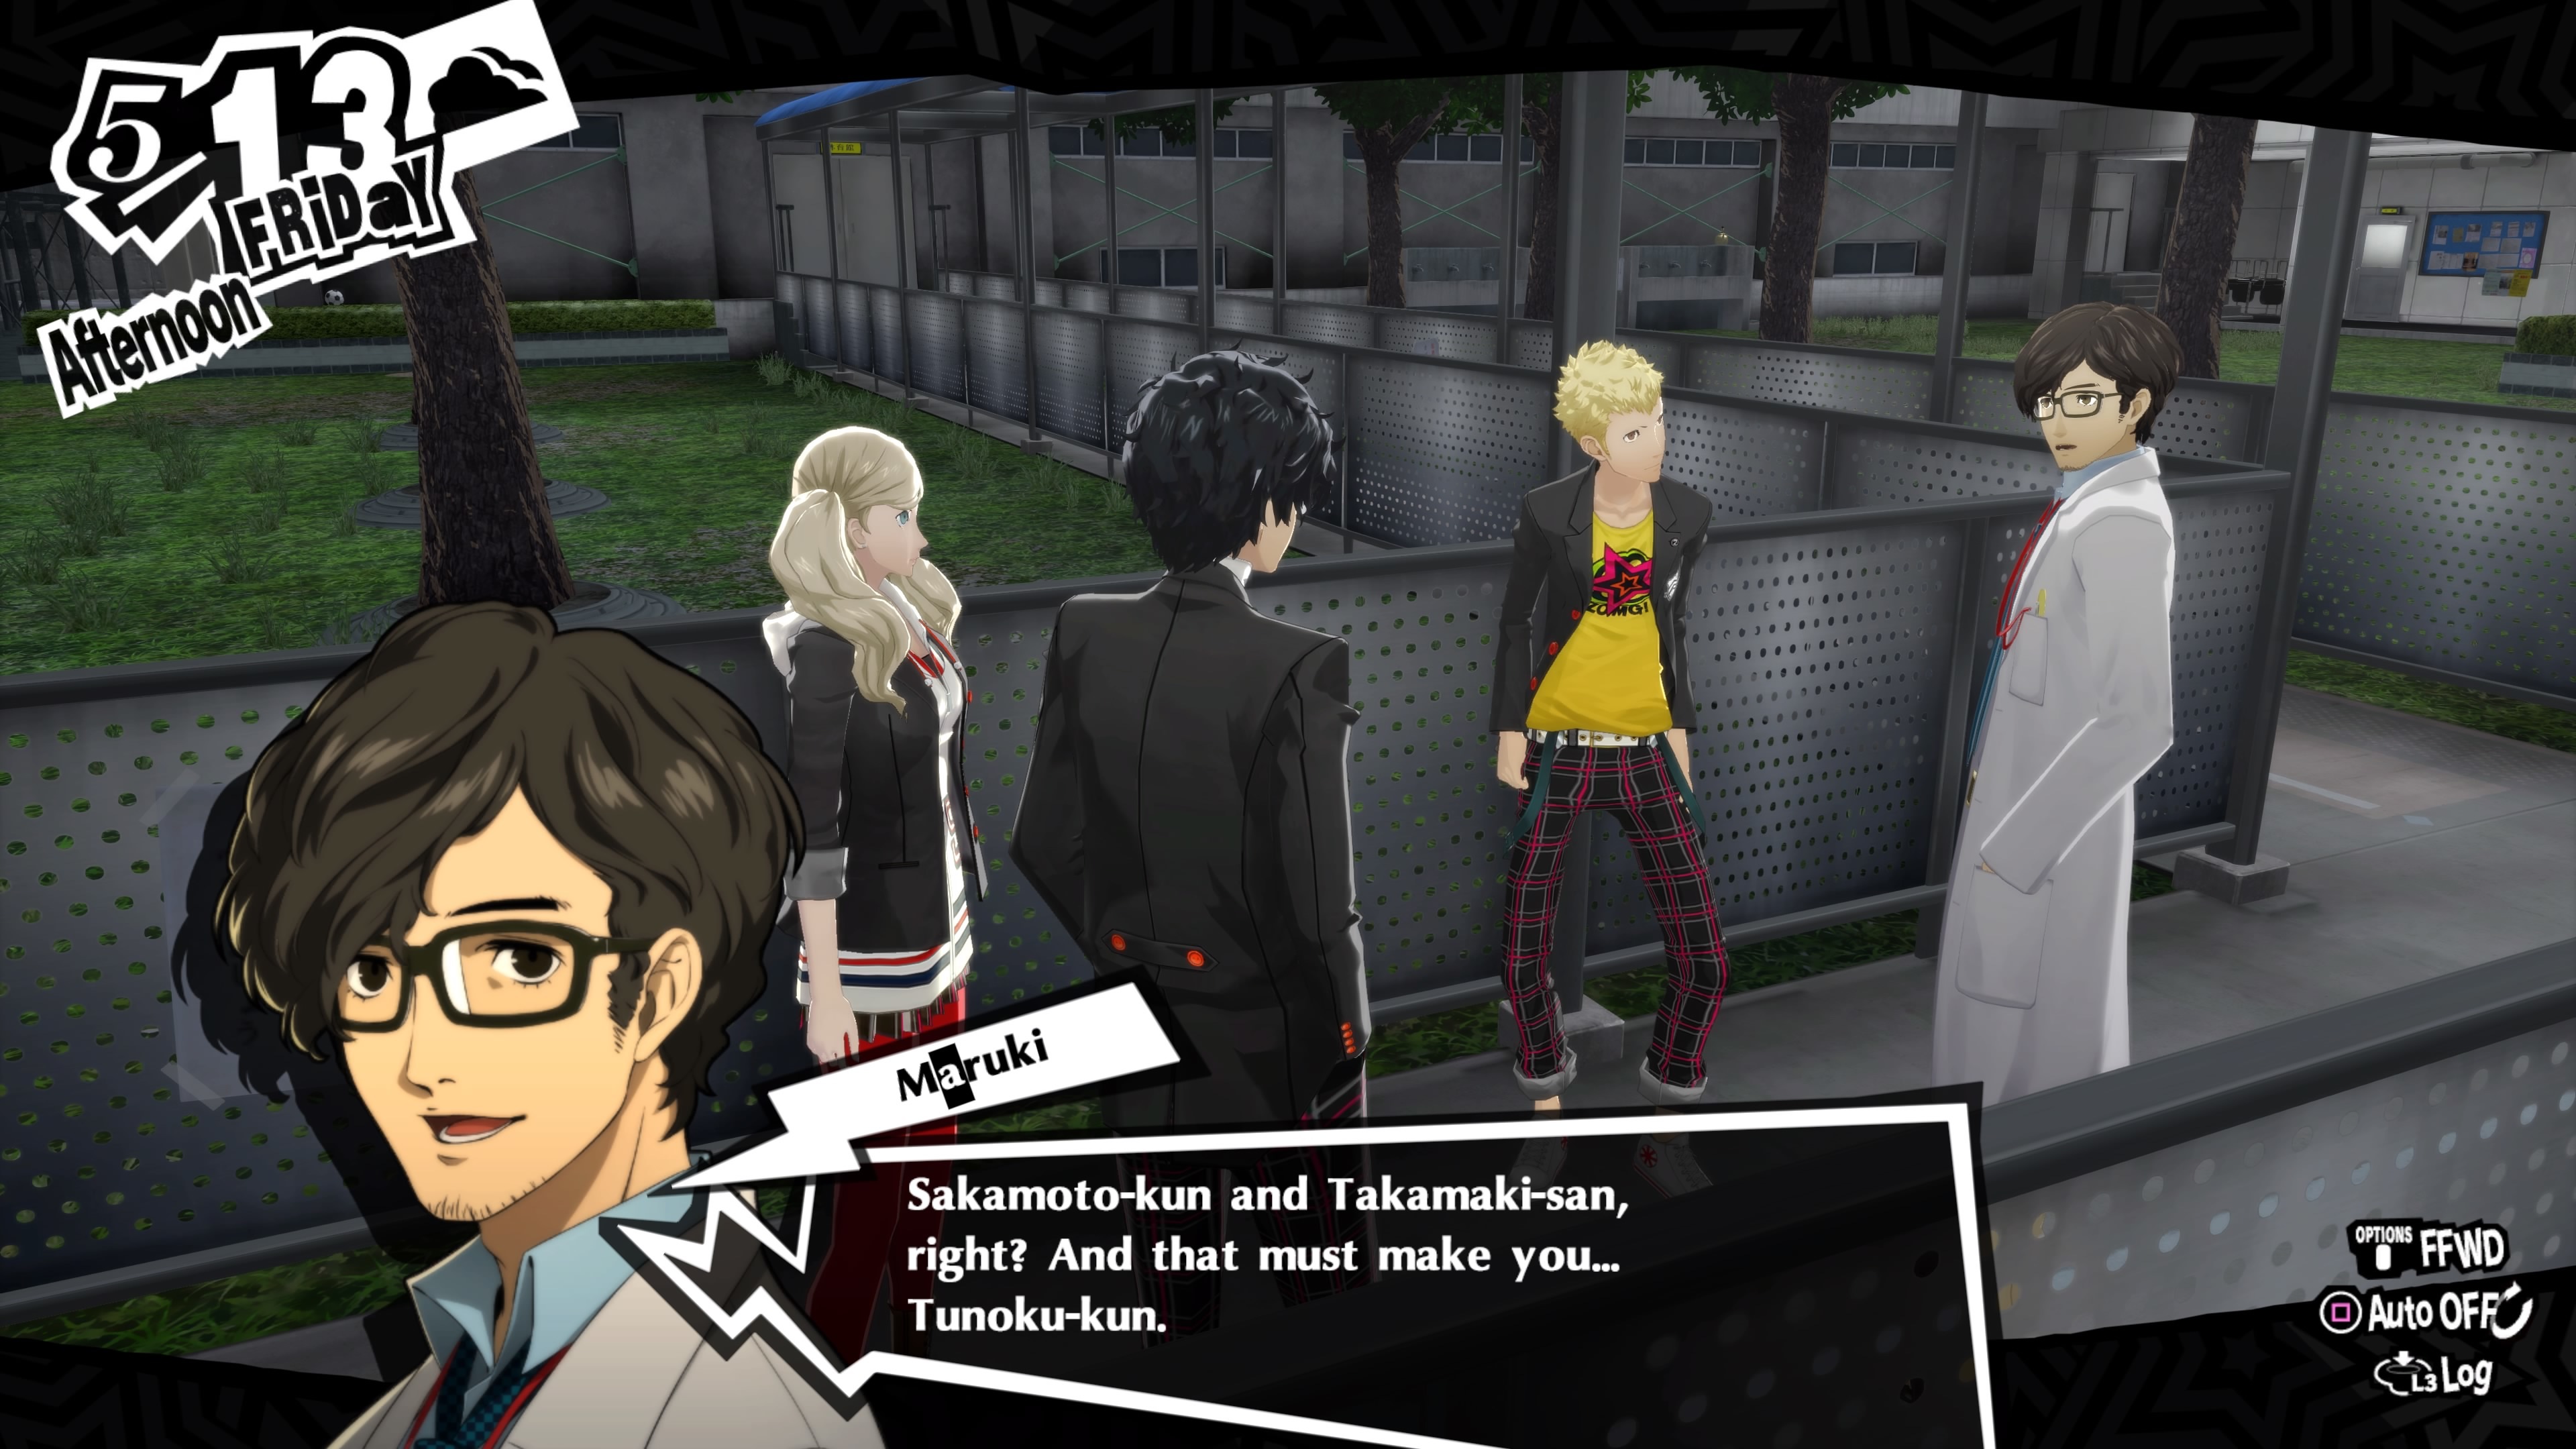 5/13
FRiDaY
Afternoon
ZOMG!
Maruki
Sakamoto-kun and Takamaki-san,
right? And that must make you...
Tunoku-kun.
OPTIONS FFWD
Auto OFF
L3 Log